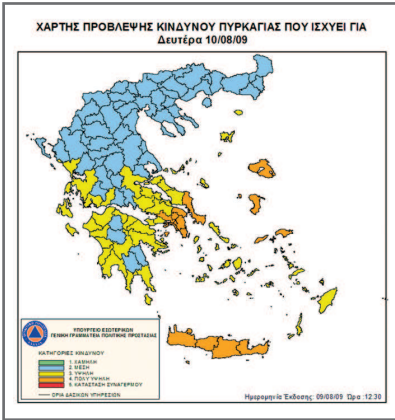 ΧΑΡΤΗΣ ΠΡΟΒΛΕΨΗΣ ΚΙΝΔΥΝΟΥ ΠΥΡΚΑΓΙΑΣ ΠΟΥ ΙΣΧΥΕΙ ΓΙΑ
Δευτέρα 10/08/09
ΥΠΟΥΡΓΕΙΟ ΕΣΩΤΕΡΙΚΩΝ
ΓΕΝΙΚΗ ΓΡΑΜΜΑΤΕΙΑ ΠΟΛΙΤΙΚΗΣ ΠΡΟΣΤΑΣΙΑΣ
ΚΑΤΗΓΟΡΙΕΣ ΚΙΝΔΥΝΟΥ
1. ΧΑΜΗΛΗ
2. ΜΕΣΗ
3. ΥΨΗΛΗ
4. ΠΟΛΥ ΥΨΗΛΗ
5. ΚΑΤΑΣΤΑΣΗ ΣΥΝΑΓΕΡΜΟΥ
ΟΡΙΑ ΔΑΣΙΚΩΝ ΥΠΗΡΕΣΙΩΝ
Ημερομηνία Έκδοσης: 09/08/09 Ώρα :12:30